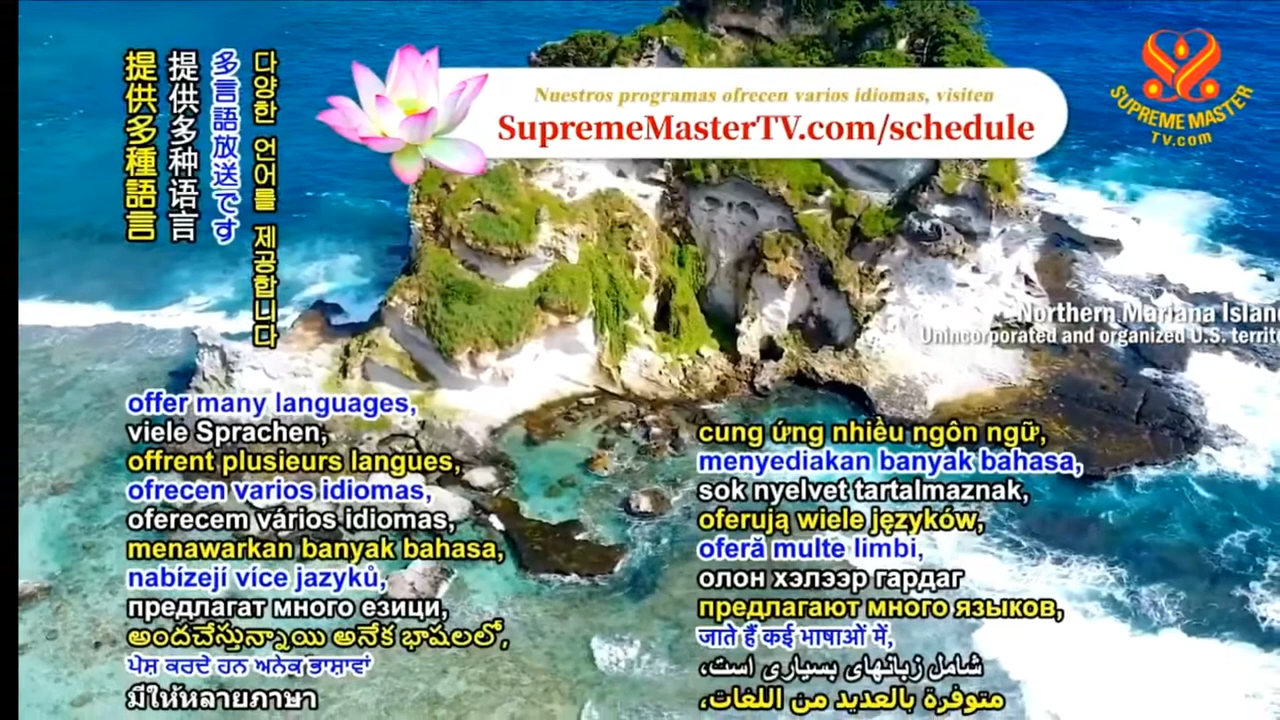 提供多種語言
提供多种语言
多言語放送です
다양한 언어를 제공합니다
Nuestros programas ofrecen varios idiomas, visiten
SupremeMasterTV.com/schedule
SUPREME MASTER
TV.com
Northern Mariana Islan
Unincorporated and organized U.S. territo
offer many languages,
viele Sprachen,
offrent plusieurs langues,
ofrecen varios idiomas,
oferecem vários idiomas,
menawarkan banyak bahasa,
nabízejí více jazyků,
предлагат много езици,
అందచేస్తున్నాయి అనేక భాషలలో,
ਪੇਸ਼ ਕਰਦੇ ਹਨ ਅਨੇਕ ਭਾਸ਼ਾਵਾਂ
มีให้หลายภาษา
cung ứng nhiều ngôn ngữ,
menyediakan banyak bahasa,
sok nyelvet tartalmaznak,
oferują wiele języków,
oferă multe limbi,
олон хэлээр гардаг
предлагают много языков,
जाते हैं कई भाषाओं में,
شامل زبانهای بسیاری است،
متوفرة بالعديد من اللغات،